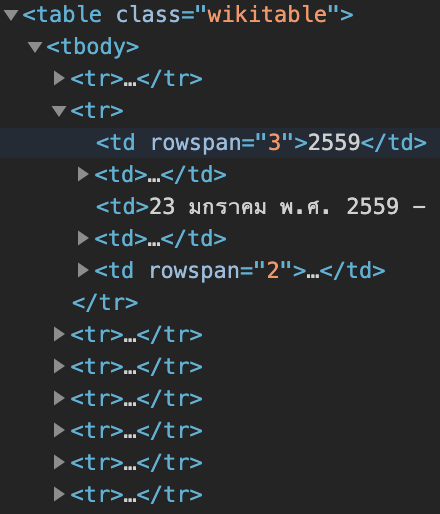 <table class="wikitable">
<tbody>
<tr>…</tr>
<tr>
<td rowspan="3">2559</td>
<td>…</td>
<td>23 มกราคม พ.ศ. 2559 –
<td>…</td>
<td rowspan="2">…</td>
</tr>
<tr>…</tr>
<tr>…</tr>
<tr>…</tr>
<tr>…</tr>
<tr>…</tr>
<tr>…</tr>